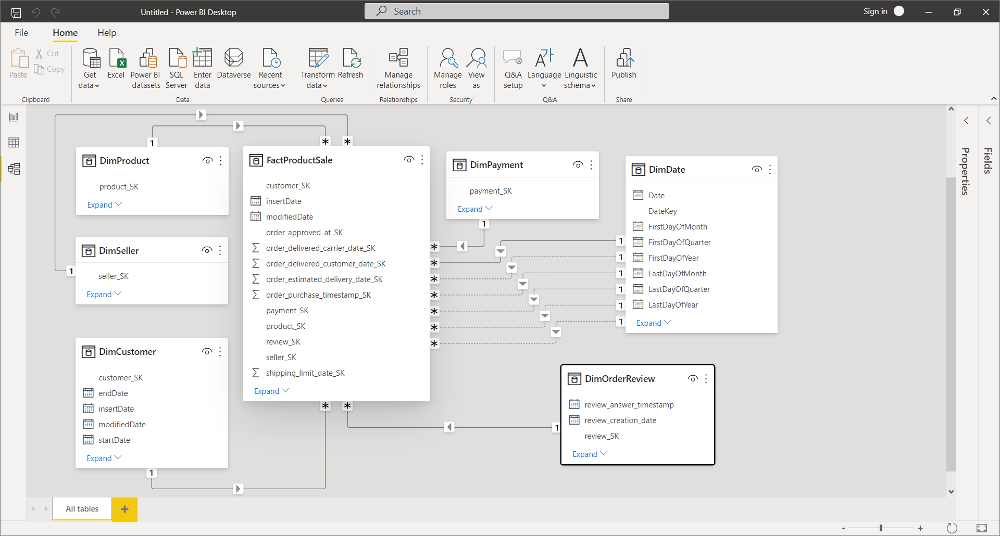 Untitled - Power BI Desktop
Search
Sign in
File Home Help
Paste
Cut
Copy
Get data
Excel
Power BI datasets
SQL Server
Enter data
Dataverse
Recent sources
Transform data
Refresh
Manage relationships
Manage roles
View as
Q&A setup
Language
Linguistic schema
Publish
Clipboard
Data
Queries
Relationships
Security
Q&A
Share
DimProduct
product_SK
Expand
1
DimSeller
seller_SK
Expand
1
DimCustomer
customer_SK
endDate
insertDate
modifiedDate
startDate
Expand
1
* *
FactProductSale
customer_SK
insertDate
modifiedDate
order_approved_at_SK
order_delivered_carrier_date_SK
order_delivered_customer_date_SK
order_estimated_delivery_date_SK
order_purchase_timestamp_SK
payment_SK
product_SK
review_SK
seller_SK
shipping_limit_date_SK
Expand
* *
DimPayment
payment_SK
Expand
1
*
* 1
* 1
* 1
* 1
* 1
* 1
DimDate
Date
DateKey
FirstDayOfMonth
FirstDayOfQuarter
FirstDayOfYear
LastDayOfMonth
LastDayOfQuarter
LastDayOfYear
Expand
DimOrderReview
review_answer_timestamp
review_creation_date
review_SK
Expand
1
Properties
Fields
All tables
+
- +